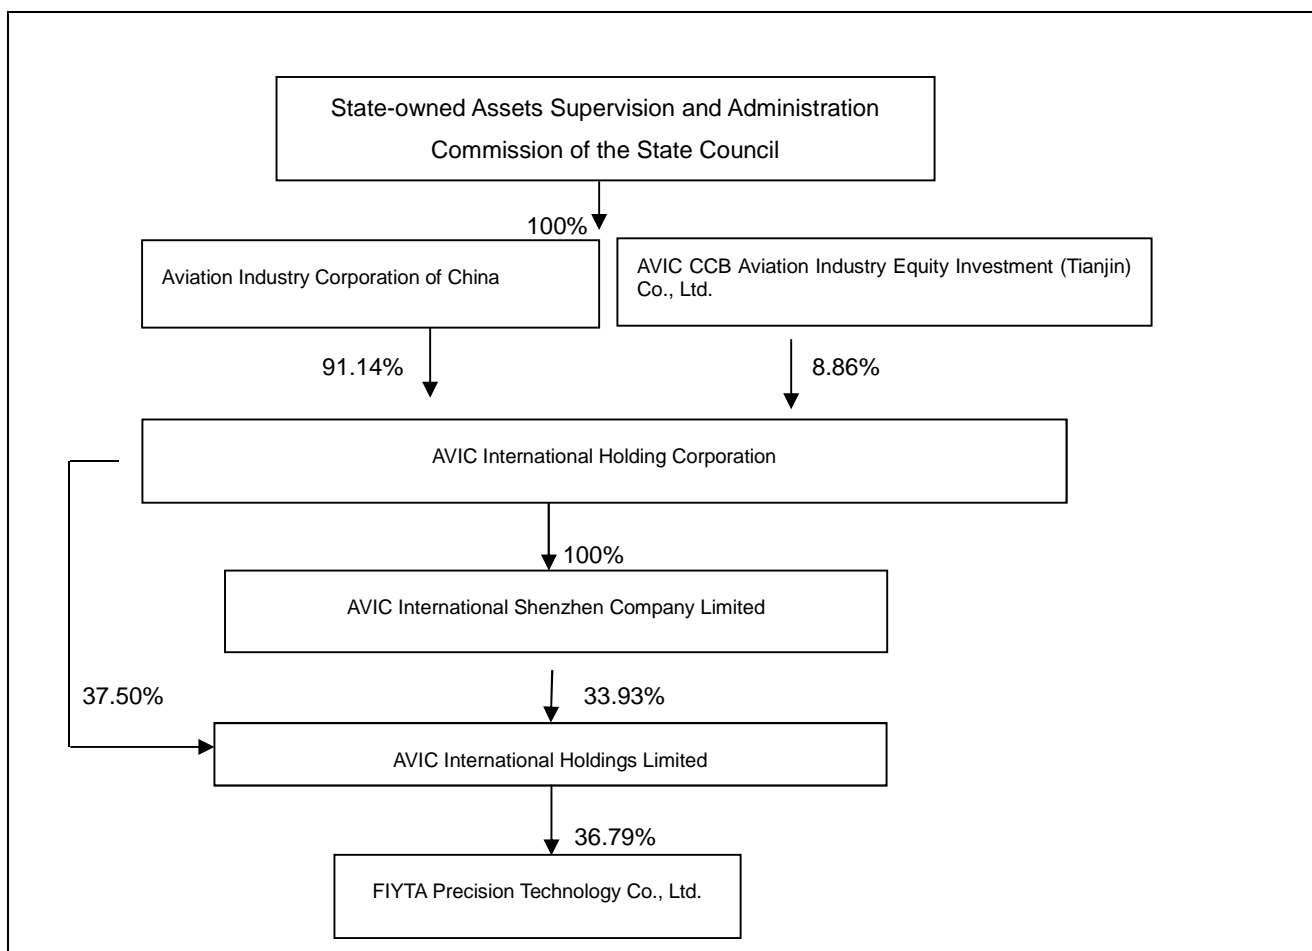 State-owned Assets Supervision and Administration
Commission of the State Council
100%
Aviation Industry Corporation of China
AVIC CCB Aviation Industry Equity Investment (Tianjin)
Co., Ltd.
91.14%
8.86%
AVIC International Holding Corporation
100%
AVIC International Shenzhen Company Limited
37.50%
33.93%
AVIC International Holdings Limited
36.79%
FIYTA Precision Technology Co., Ltd.